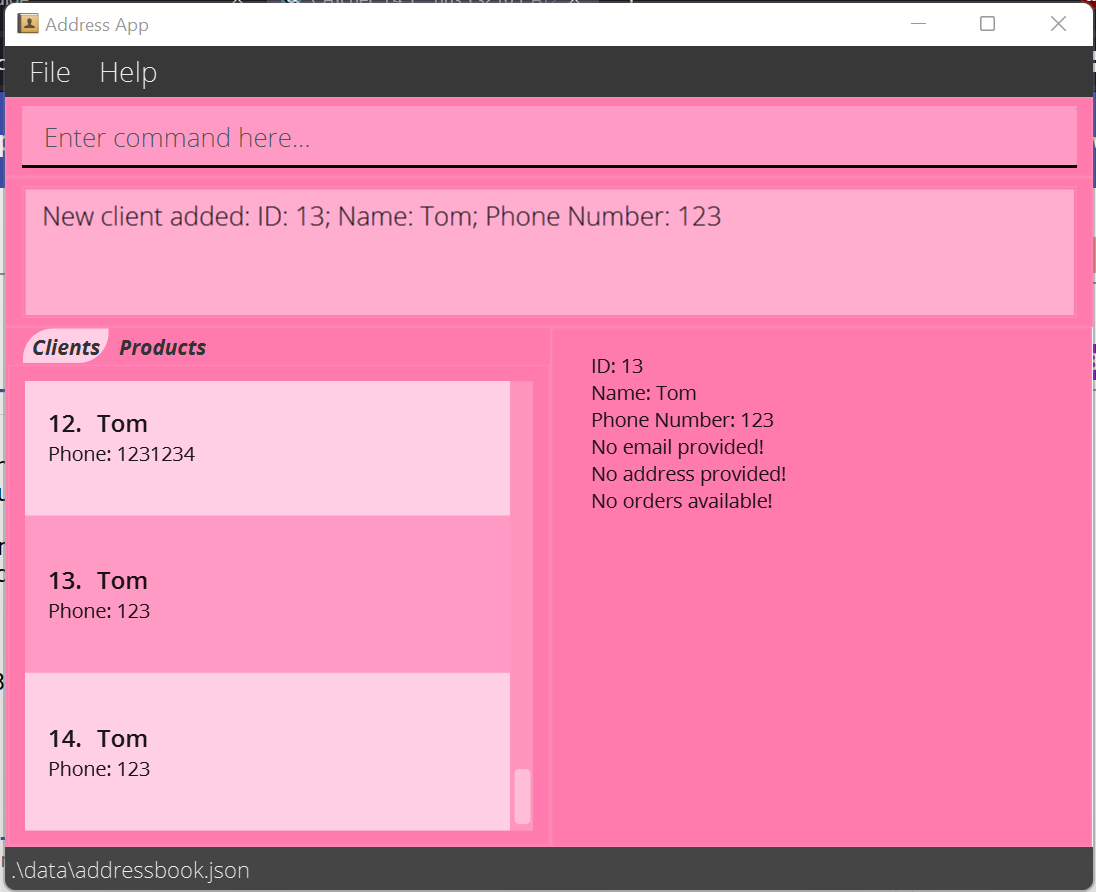 Address App
File Help
Enter command here...
New client added: ID: 13; Name: Tom; Phone Number: 123
Clients Products
12. Tom
Phone: 1231234
13. Tom
Phone: 123
14. Tom
Phone: 123
ID: 13
Name: Tom
Phone Number: 123
No email provided!
No address provided!
No orders available!
.\data\addressbook.json